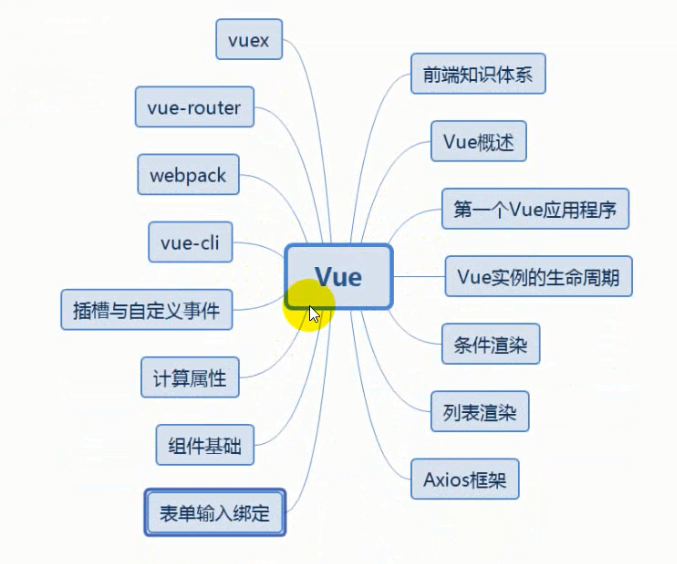 vuex
vue-router
webpack
vue-cli
插槽与自定义事件
计算属性
组件基础
表单输入绑定
Vue
前端知识体系
Vue概述
第一个Vue应用程序
Vue实例的生命周期
条件渲染
列表渲染
Axios框架